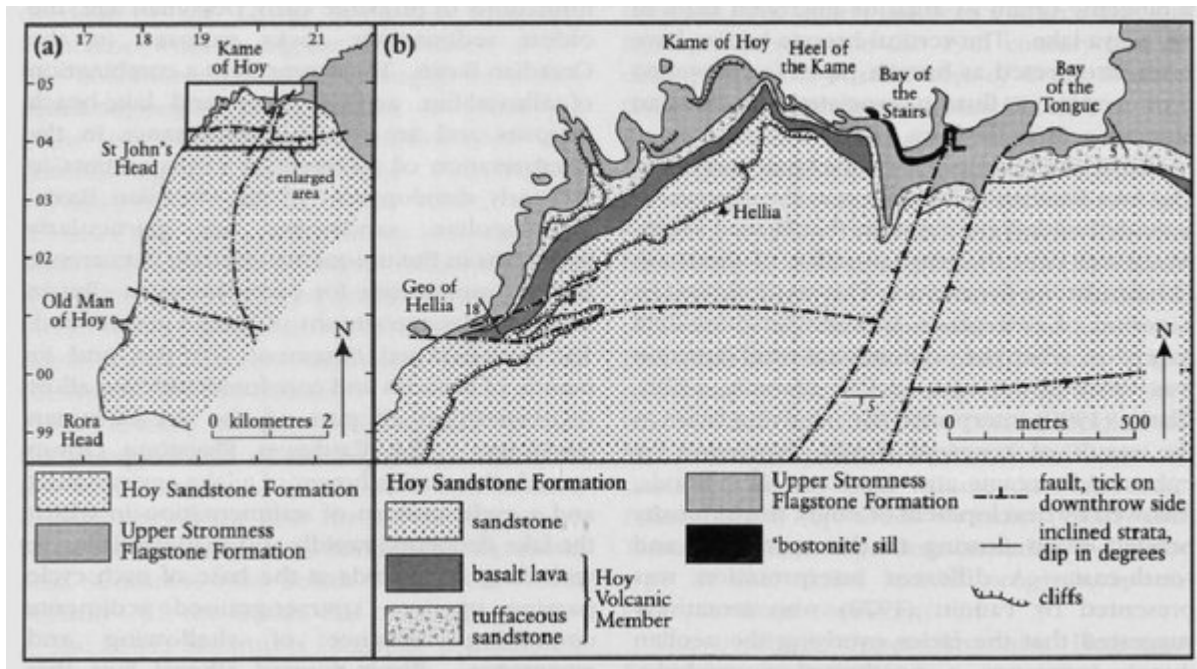 (a)
17
18
19
21
05
04
03
02
00
99
Kame
of Hoy
St John's
Head
enlarged
area
Old Man
of Hoy
Rora
Head
N
0 kilometres 2
(b)
Kame of Hoy
Heel of
the Kame
Bay of
the
Stairs
Bay
of
the Tongue
5
Hellia
Geo of
Hellia
18
5
N
0 metres 500
Hoy Sandstone Formation
Upper Stromness
Flagstone Formation
Hoy Sandstone Formation
sandstone
basalt lava
tuffaceous
sandstone
Hoy
Volcanic
Member
Upper Stromness
Flagstone Formation
'bostonite' sill
fault, tick on
downthrow side
inclined strata,
dip in degrees
cliffs